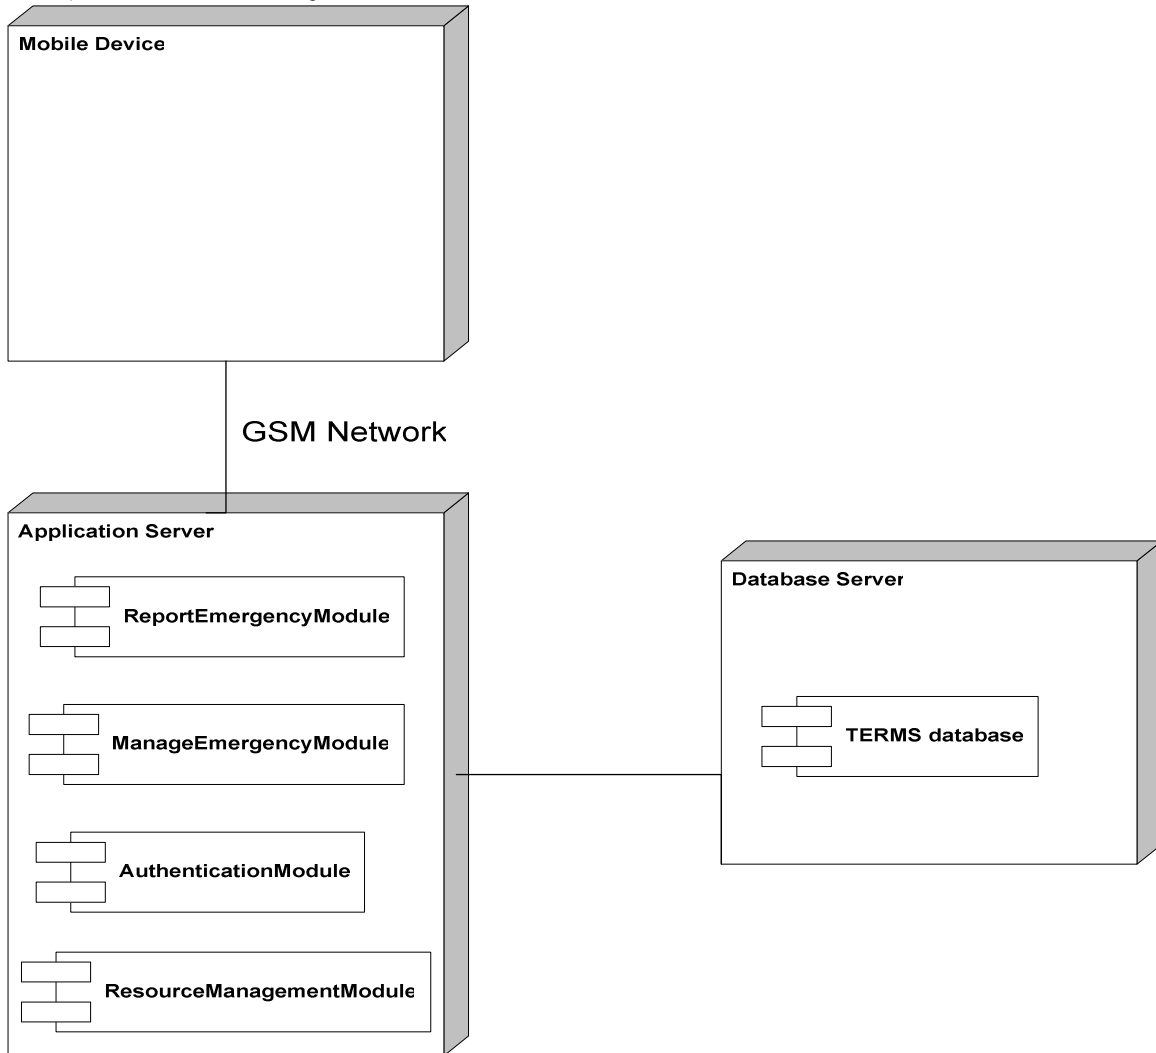 Mobile Device
GSM Network
Application Server
ReportEmergencyModule
ManageEmergencyModule
AuthenticationModule
ResourceManagementModule
Database Server
TERMS database